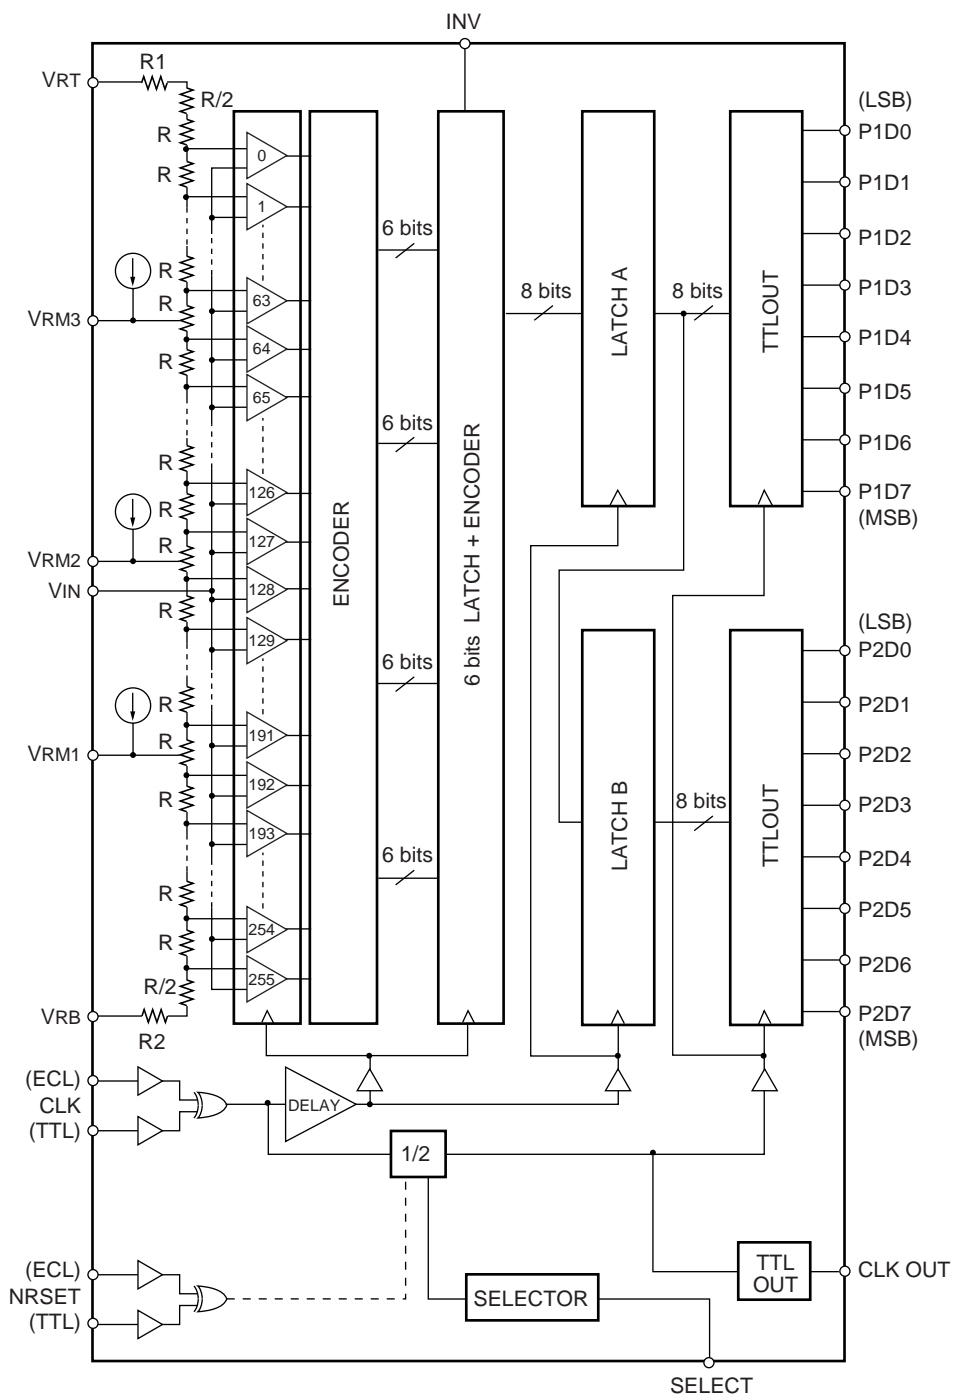 INV
VRT
R1
R/2
R
R
0
1
R
63
VRM3
R
64
R
65
R
126
R
127
VRM2
R
VIN
128
R
129
R
191
VRM1
R
192
R
193
R
254
R
255
R/2
VRB
R2
ENCODER
6 bits
6 bits
6 bits
6 bits
6 bits LATCH + ENCODER
8 bits
LATCH A
8 bits
TTLOUT
(LSB)
P1D0
P1D1
P1D2
P1D3
P1D4
P1D5
P1D6
P1D7
(MSB)
LATCH B
8 bits
TTLOUT
(LSB)
P2D0
P2D1
P2D2
P2D3
P2D4
P2D5
P2D6
P2D7
(MSB)
(ECL)
CLK
(TTL)
DELAY
1/2
(ECL)
NRSET
(TTL)
SELECTOR
TTL
OUT
CLK OUT
SELECT